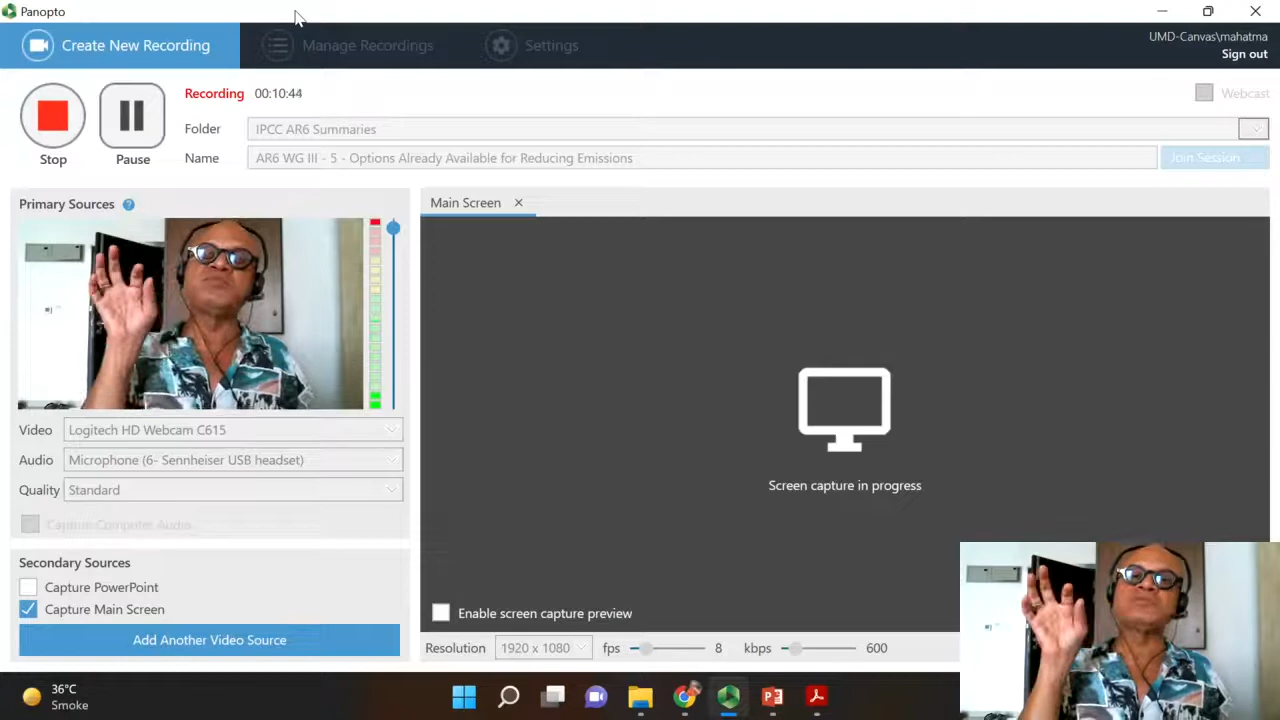 Panopto
Create New Recording
Manage Recordings
Settings
UMD-Canvas\mahatma
Sign out
Recording 00:10:44
Webcast
Folder IPCC AR6 Summaries
Name AR6 WG III - 5 - Options Already Available for Reducing Emissions
Join Session
Stop
Pause
Primary Sources ?
Main Screen ×
Video Logitech HD Webcam C615
Audio Microphone (6- Sennheiser USB headset)
Quality Standard
Capture Computer Audio
Screen capture in progress
Secondary Sources
Capture PowerPoint
Capture Main Screen
Add Another Video Source
Enable screen capture preview
Resolution 1920 x 1080 fps 8 kbps 600
36°C
Smoke